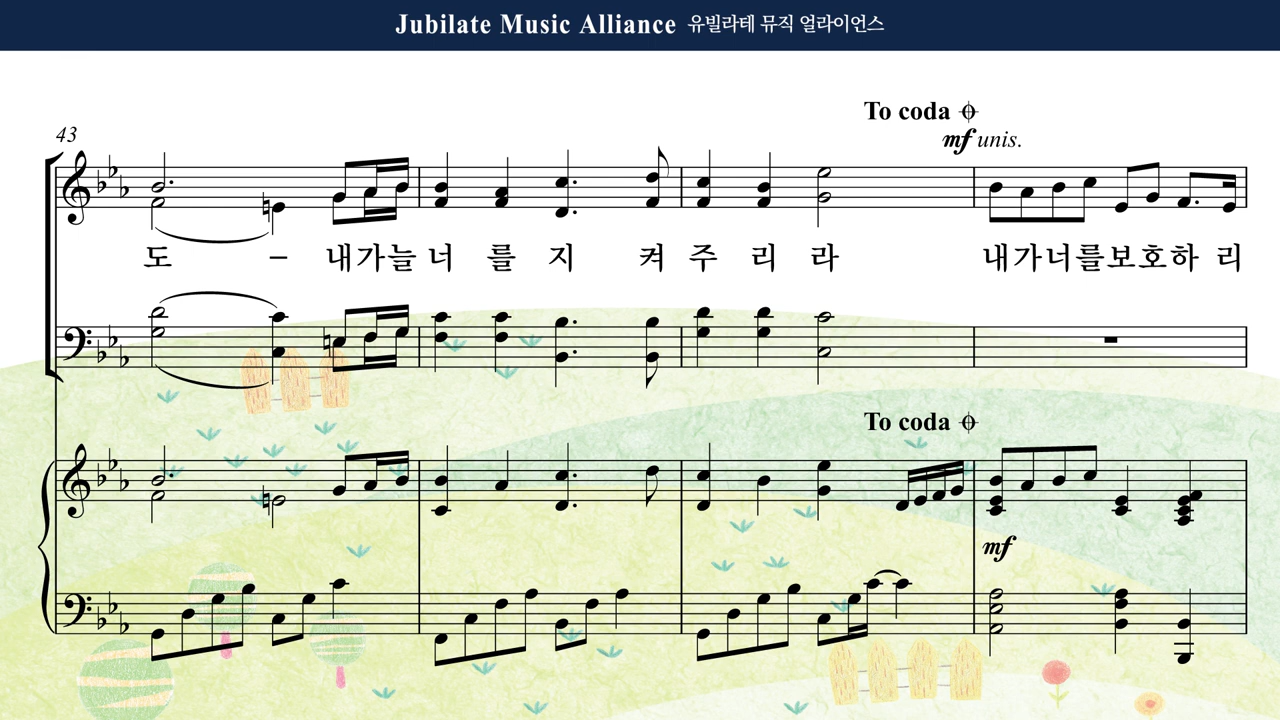 Jubilate Music Alliance 유빌라테 뮤직 얼라이언스
To coda
43
mf unis.
도 – 내가늘 너 를 지 켜 주 리 라 내가너를보호하 리
To coda
mf